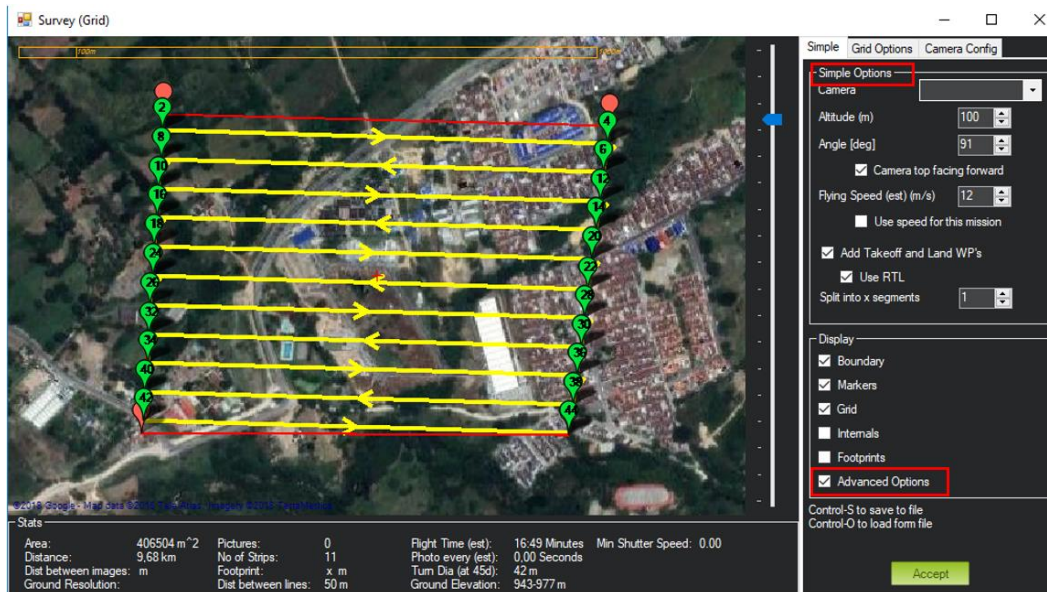 Survey (Grid)
100m
2
4
8
6
10
12
16
14
18
20
24
22
26
28
32
30
34
36
40
38
42
44
Stats
Area: 406504 m^2 Pictures: 0 Flight Time (est): 16:49 Minutes Min Shutter Speed: 0.00
Distance: 9,68 km No of Strips: 11 Photo every (est): 0.00 Seconds
Dist between images: m Footprint: x m Turn Dia (at 45d): 42 m
Ground Resolution: Dist between lines: 50 m Ground Elevation: 943-977 m
Simple Grid Options Camera Config
Simple Options
Camera
Altitude (m) 100
Angle [deg] 91
Camera top facing forward
Flying Speed (est) (m/s) 12
Use speed for this mission
Add Takeoff and Land WP's
Use RTL
Split into x segments 1
Display
Boundary
Markers
Grid
Internals
Footprints
Advanced Options
Control-S to save to file
Control-O to load form file
Accept